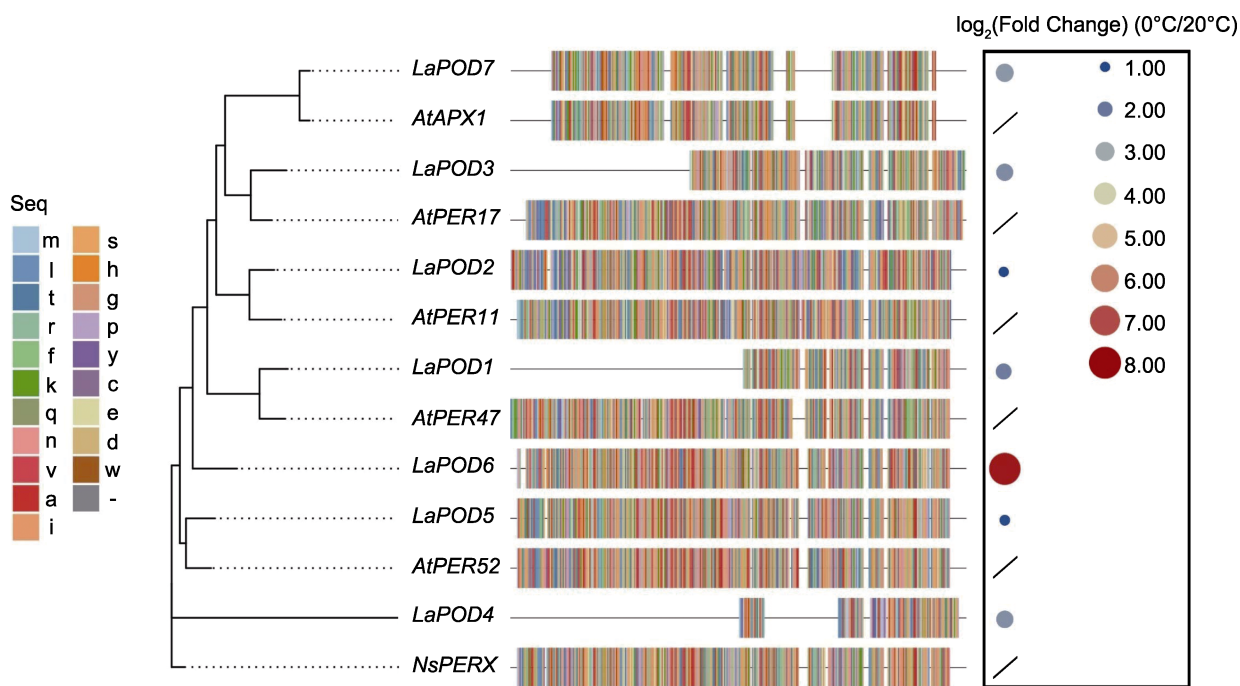 log₂(Fold Change) (0°C/20°C)
LaPOD7
AtAPX1
LaPOD3
AtPER17
LaPOD2
AtPER11
LaPOD1
AtPER47
LaPOD6
LaPOD5
AtPER52
LaPOD4
NsPERX
1.00
2.00
3.00
4.00
5.00
6.00
7.00
8.00
Seq
m s
l h
t g
r p
f y
k c
q e
n d
v w
a -
i